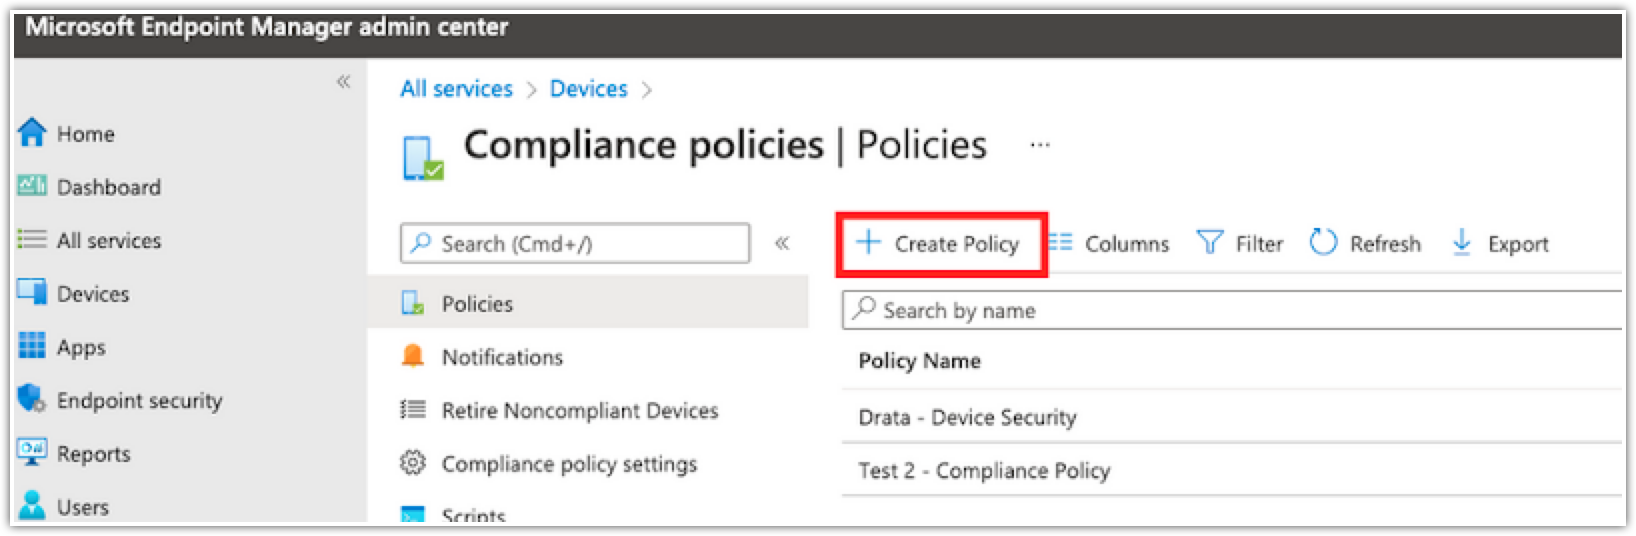 Microsoft Endpoint Manager admin center
«
Home
Dashboard
All services
Devices
Apps
Endpoint security
Reports
Users
All services > Devices >
Compliance policies | Policies ...
Search (Cmd+/) «
Policies
Notifications
Retire Noncompliant Devices
Compliance policy settings
Scripts
+ Create Policy Columns Filter Refresh Export
Search by name
Policy Name
Drata - Device Security
Test 2 - Compliance Policy